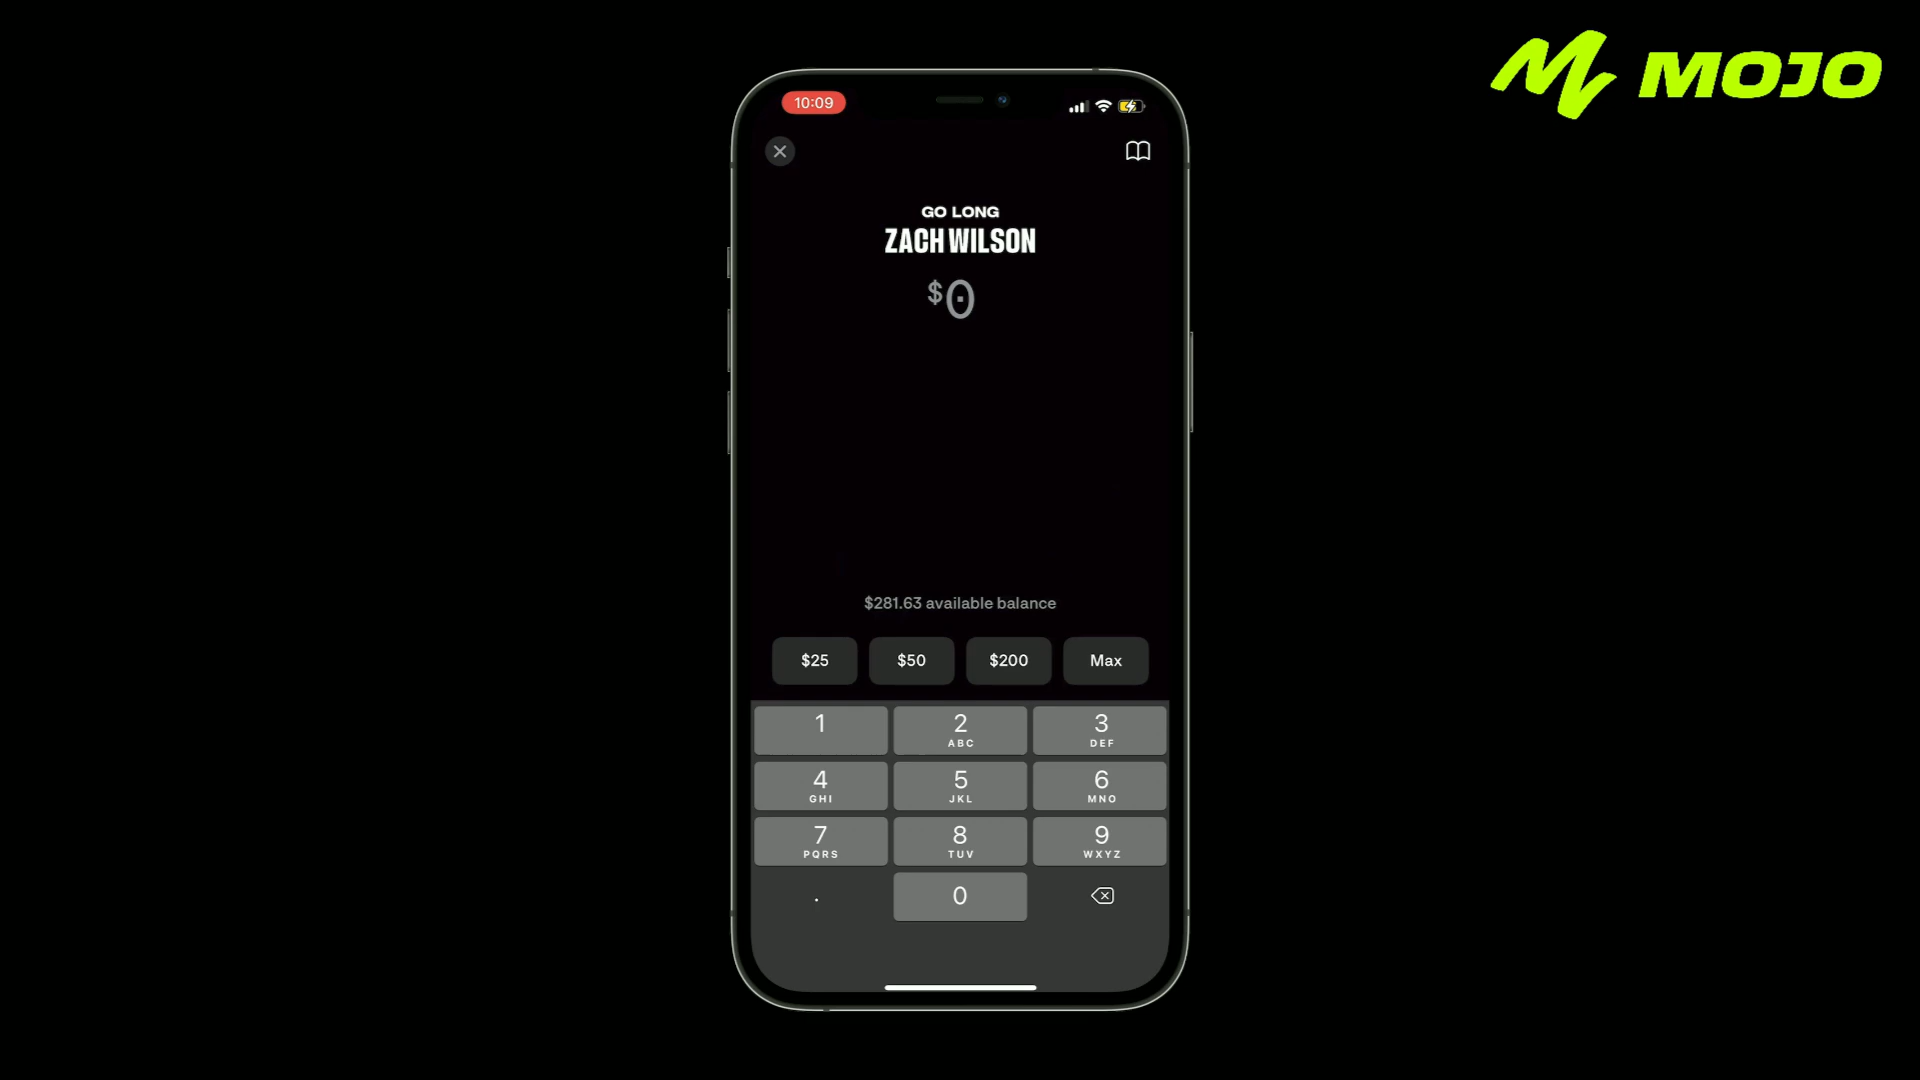 MOJO
10:09
GO LONG
ZACH WILSON
$0
$281.63 available balance
$25 $50 $200 Max
1 2 3
ABC DEF
4 5 6
GHI JKL MNO
7 8 9
PQRS TUV WXYZ
. 0